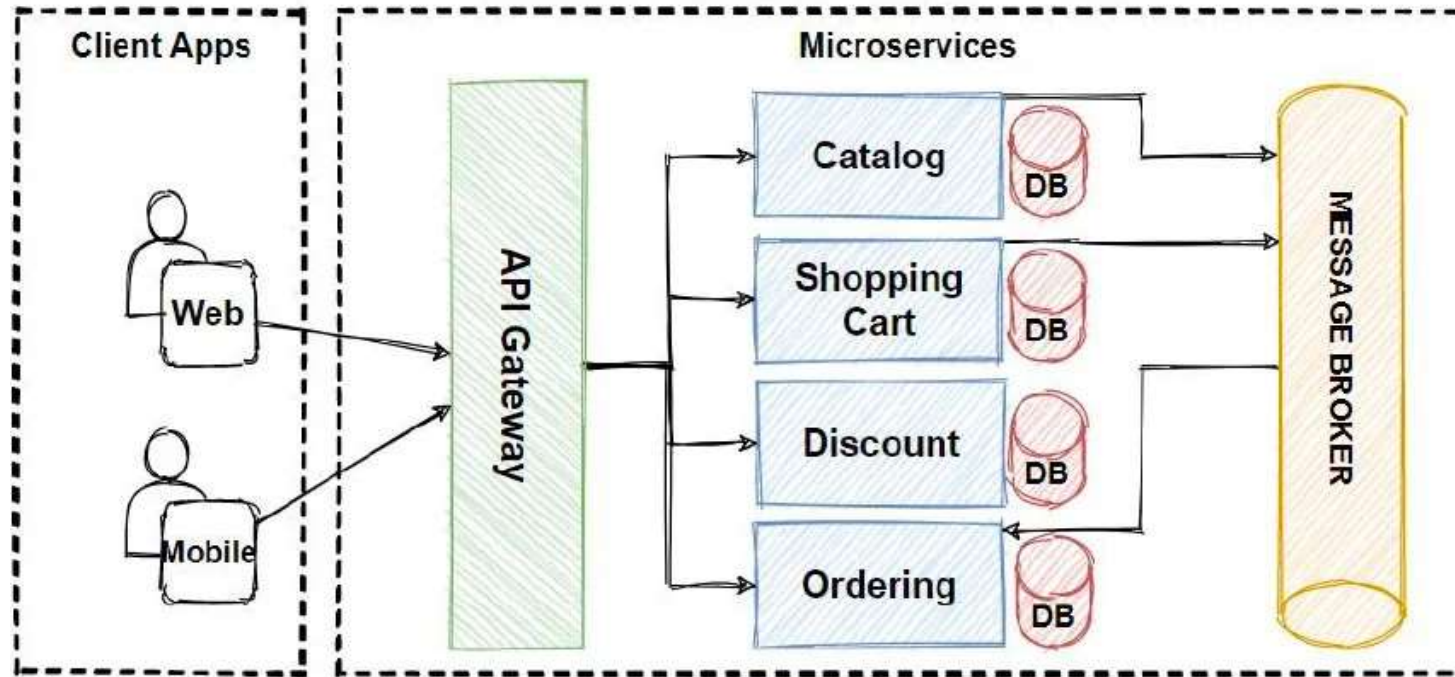 Client Apps
Microservices
Web
Mobile
API Gateway
Catalog
DB
Shopping
Cart
DB
Discount
DB
Ordering
DB
MESSAGE BROKER